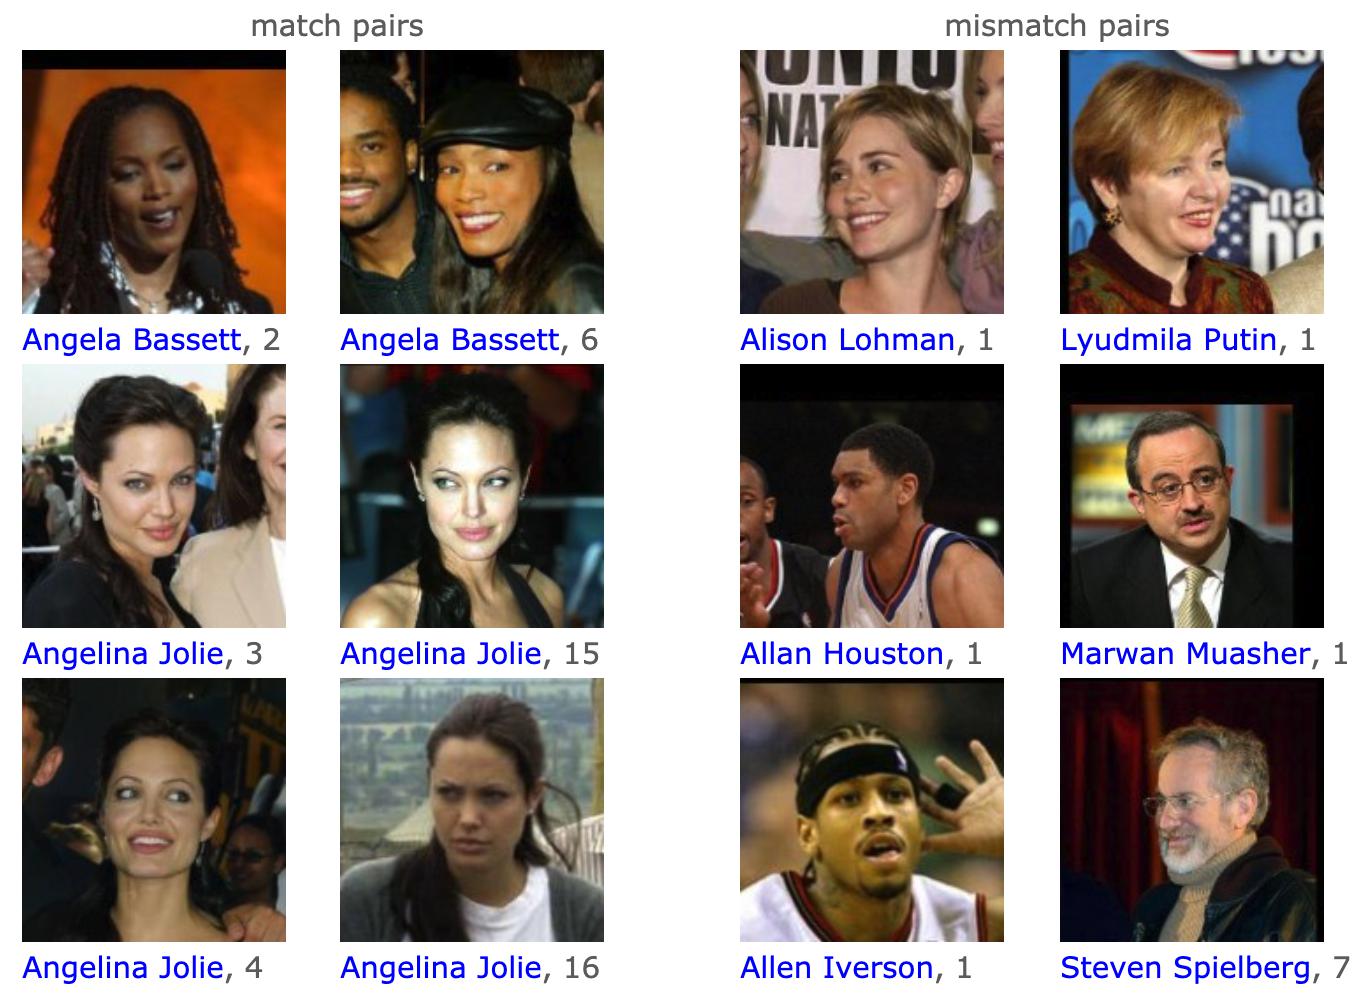 match pairs
mismatch pairs
ONTO
NAT
Angela Bassett, 2
Angela Bassett, 6
Alison Lohman, 1
Lyudmila Putin, 1
Angelina Jolie, 3
Angelina Jolie, 15
Allan Houston, 1
Marwan Muasher, 1
Angelina Jolie, 4
Angelina Jolie, 16
Allen Iverson, 1
Steven Spielberg, 7